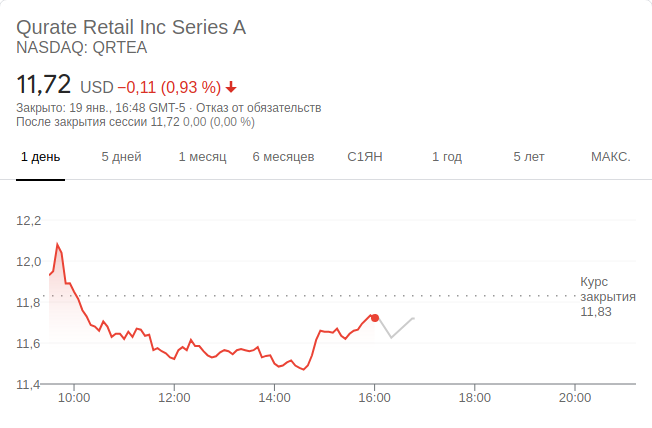 Qurate Retail Inc Series A
NASDAQ: QRTEA
11,72 USD −0,11 (0,93 %)
Закрыто: 19 янв., 16:48 GMT-5 · Отказ от обязательств
После закрытия сессии 11,72 0,00 (0,00 %)
1 день 5 дней 1 месяц 6 месяцев С1ЯН 1 год 5 лет МАКС.
12,2
12,0
11,8
11,6
11,4
Курс
закрытия
11,83
10:00 12:00 14:00 16:00 18:00 20:00